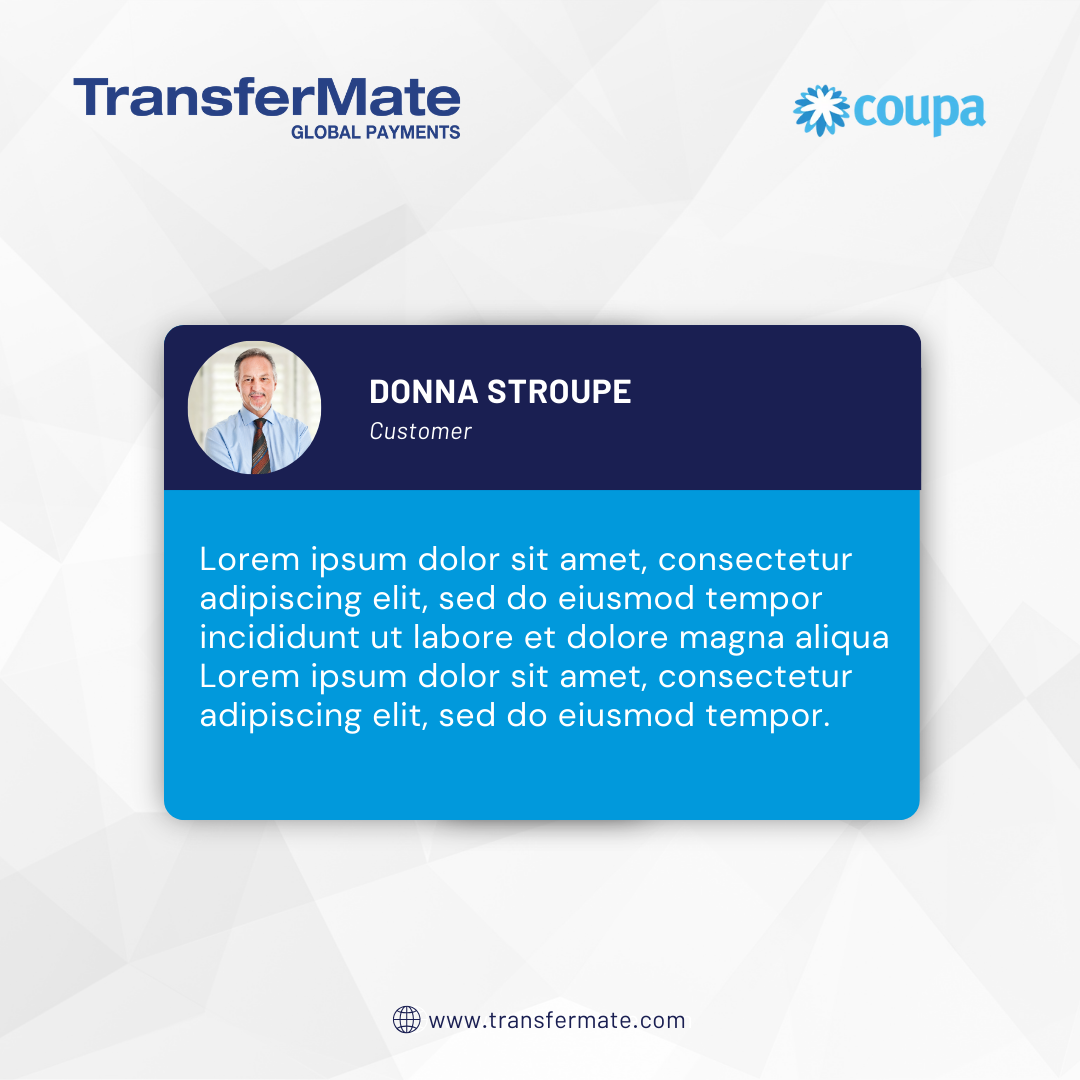 TransferMate
GLOBAL PAYMENTS
coupa
DONNA STROUPE
Customer
Lorem ipsum dolor sit amet, consectetur
adipiscing elit, sed do eiusmod tempor
incididunt ut labore et dolore magna aliqua
Lorem ipsum dolor sit amet, consectetur
adipiscing elit, sed do eiusmod tempor.
www.transfermate.com